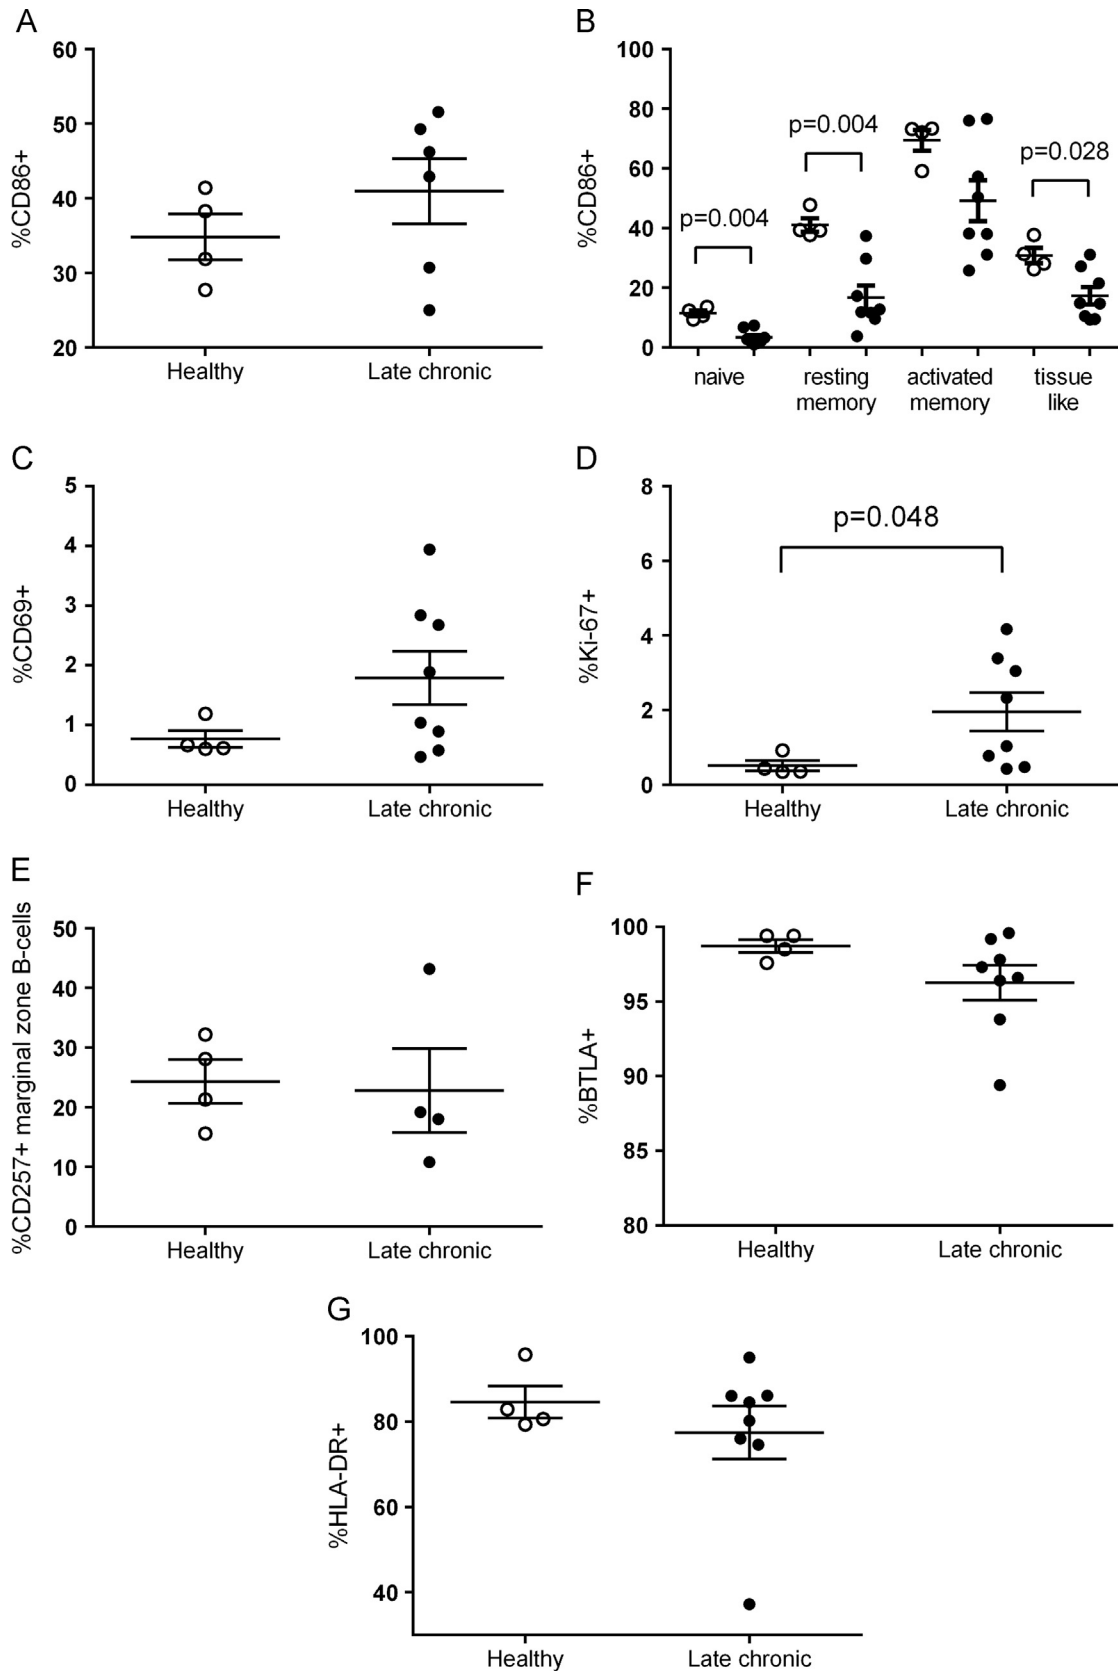 A
%CD86+
60
50
40
30
20
Healthy
Late chronic
B
%CD86+
100
80
60
40
20
0
p=0.004
p=0.004
p=0.028
naive
resting
memory
activated
memory
tissue
like
C
%CD69+
5
4
3
2
1
0
Healthy
Late chronic
D
%Ki-67+
8
6
4
2
0
p=0.048
Healthy
Late chronic
E
%CD257+ marginal zone B-cells
50
40
30
20
10
0
Healthy
Late chronic
F
%BTLA+
100
95
90
85
80
Healthy
Late chronic
G
%HLA-DR+
100
80
60
40
Healthy
Late chronic